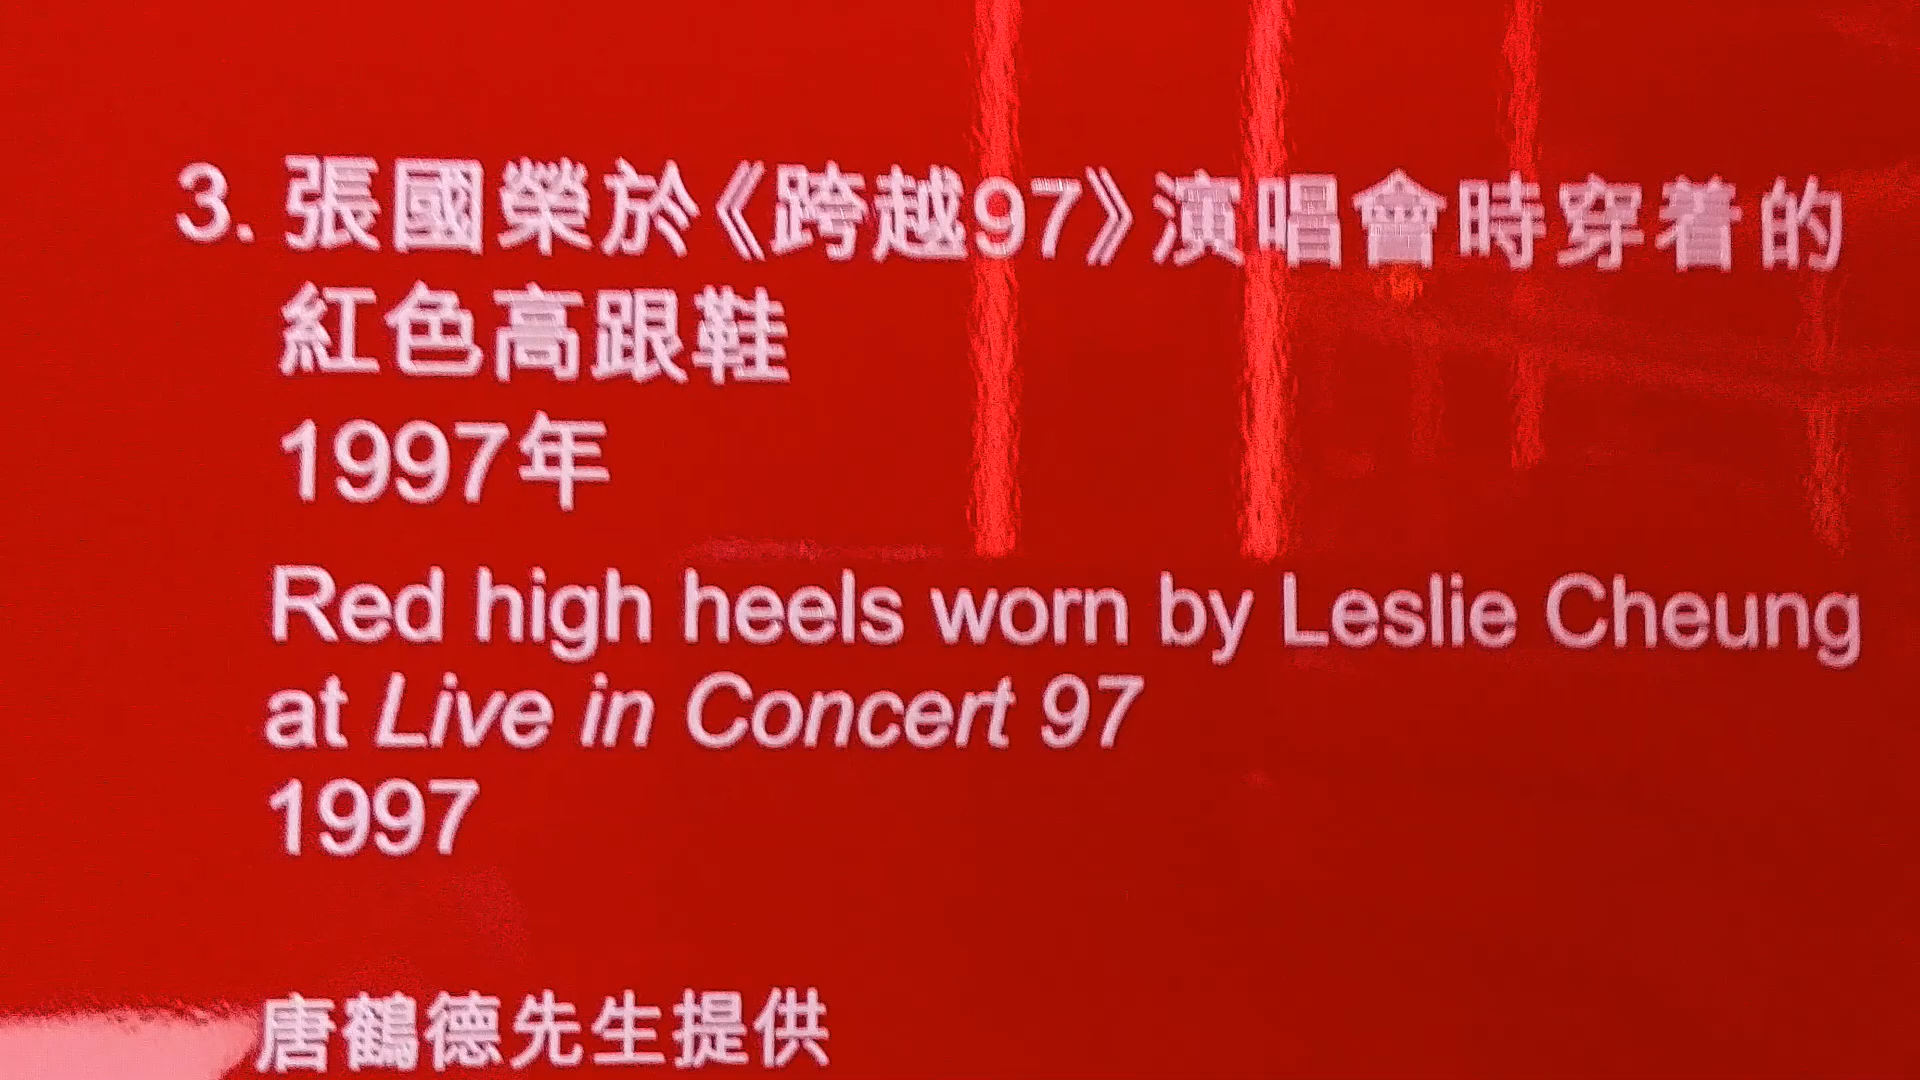 3. 張國榮於《跨越97》演唱會時穿着的
紅色高跟鞋
1997年
Red high heels worn by Leslie Cheung
at Live in Concert 97
1997
唐鶴德先生提供